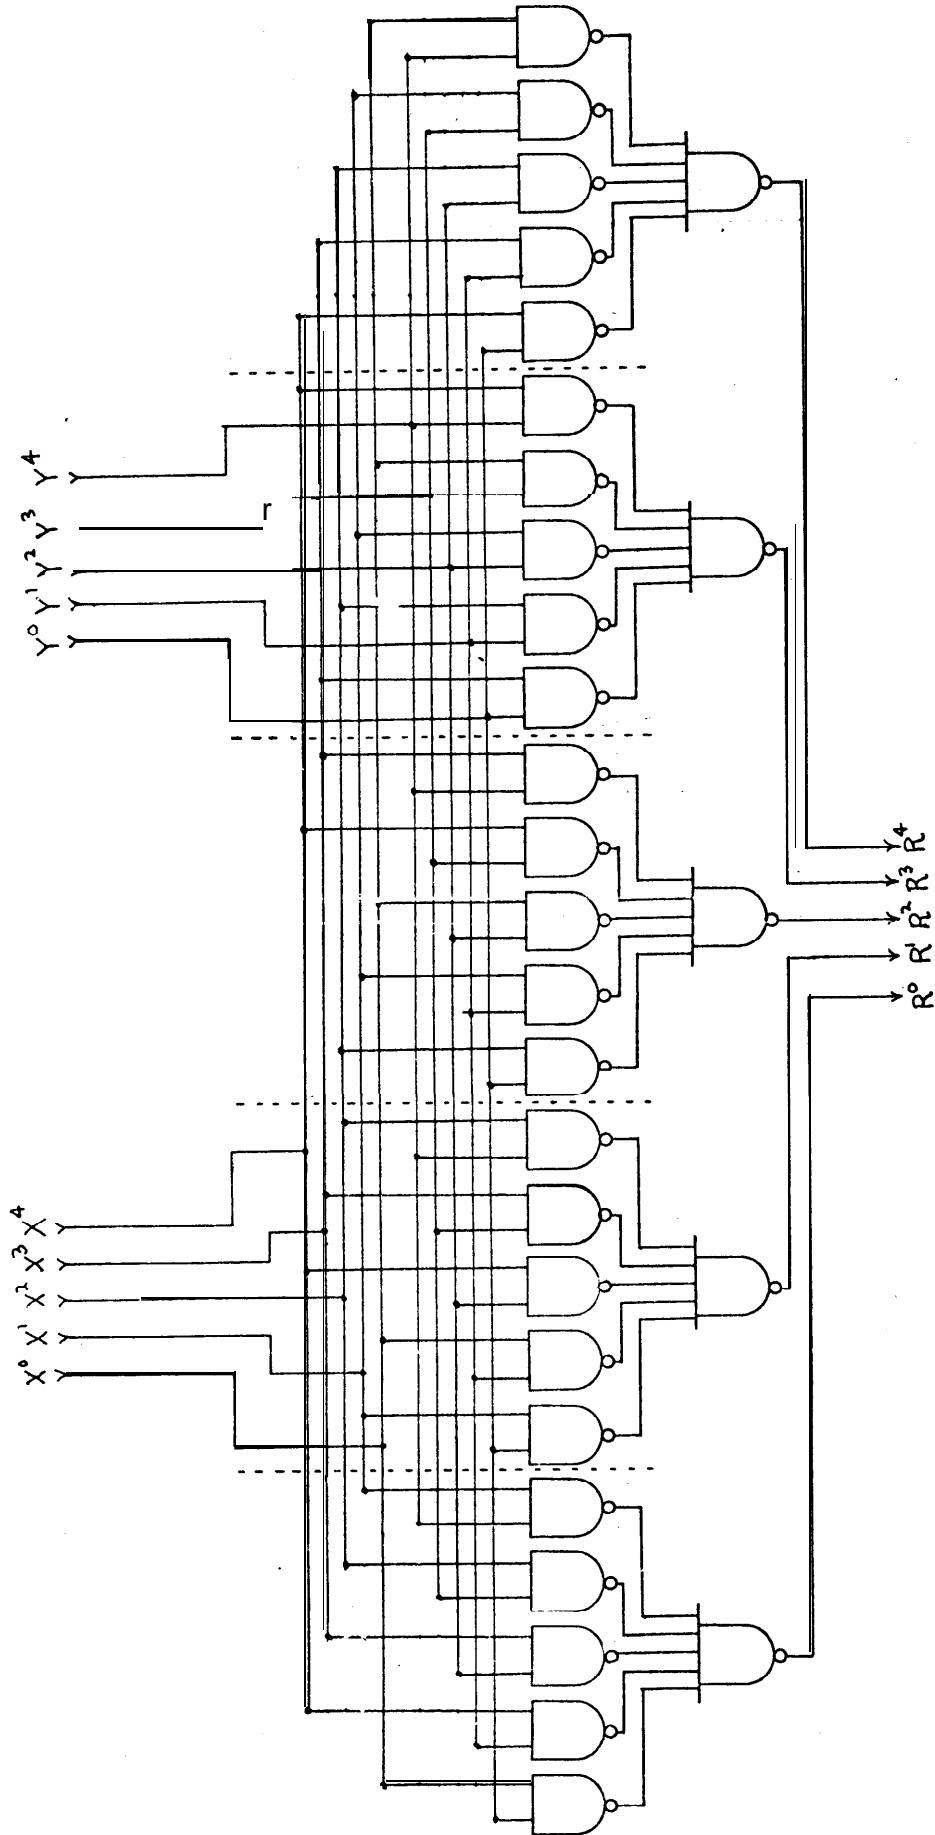 Y⁴
r
Y³
Y²
Y¹
Y⁰
R⁴
R³
R²
R¹
R⁰
X⁴
X³
X²
X¹
X⁰